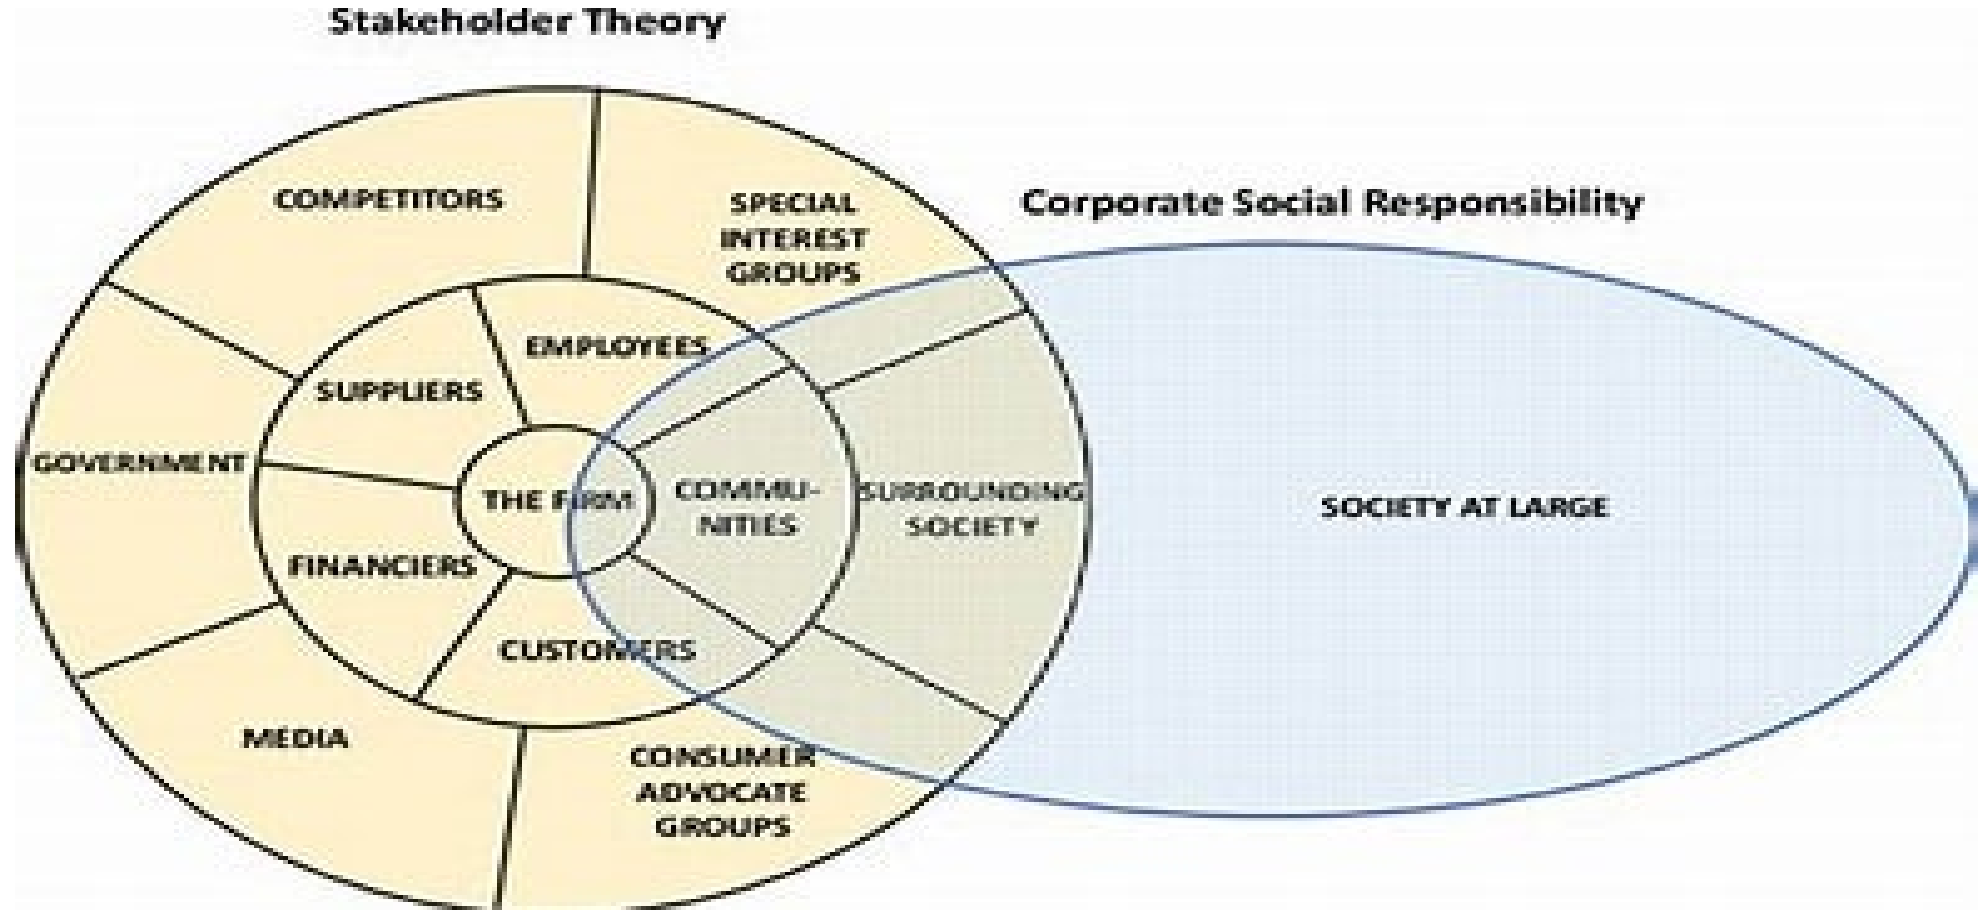 Stakeholder Theory
COMPETITORS
SPECIAL
INTEREST
GROUPS
Corporate Social Responsibility
EMPLOYEES
SUPPLIERS
GOVERNMENT
THE FIRM
COMMU-
NITIES
SURROUNDING
SOCIETY
SOCIETY AT LARGE
FINANCIERS
CUSTOMERS
MEDIA
CONSUMER
ADVOCATE
GROUPS